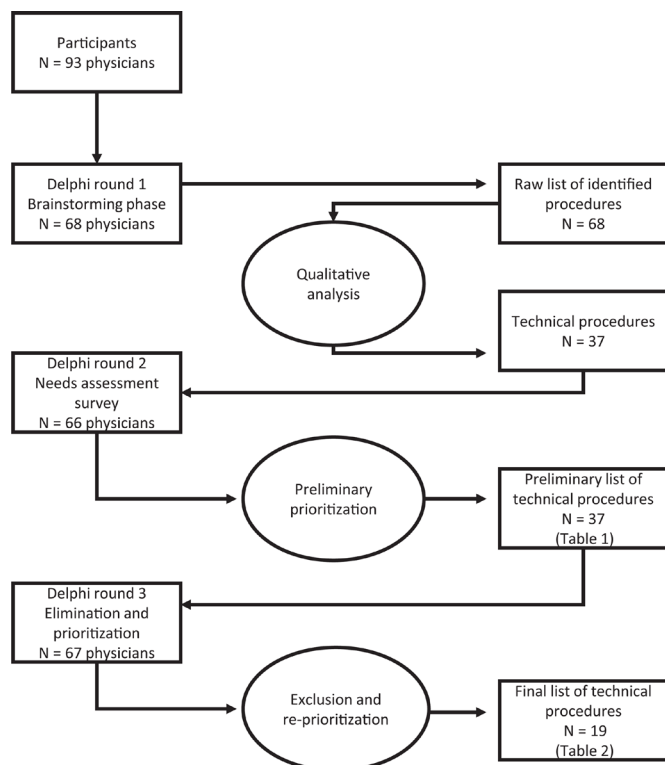 Participants
N = 93 physicians
Delphi round 1
Brainstorming phase
N = 68 physicians
Raw list of identified
procedures
N = 68
Qualitative
analysis
Technical procedures
N = 37
Delphi round 2
Needs assessment
survey
N = 66 physicians
Preliminary
prioritization
Preliminary list of
technical procedures
N = 37
(Table 1)
Delphi round 3
Elimination and
prioritization
N = 67 physicians
Exclusion and
re-prioritization
Final list of technical
procedures
N = 19
(Table 2)